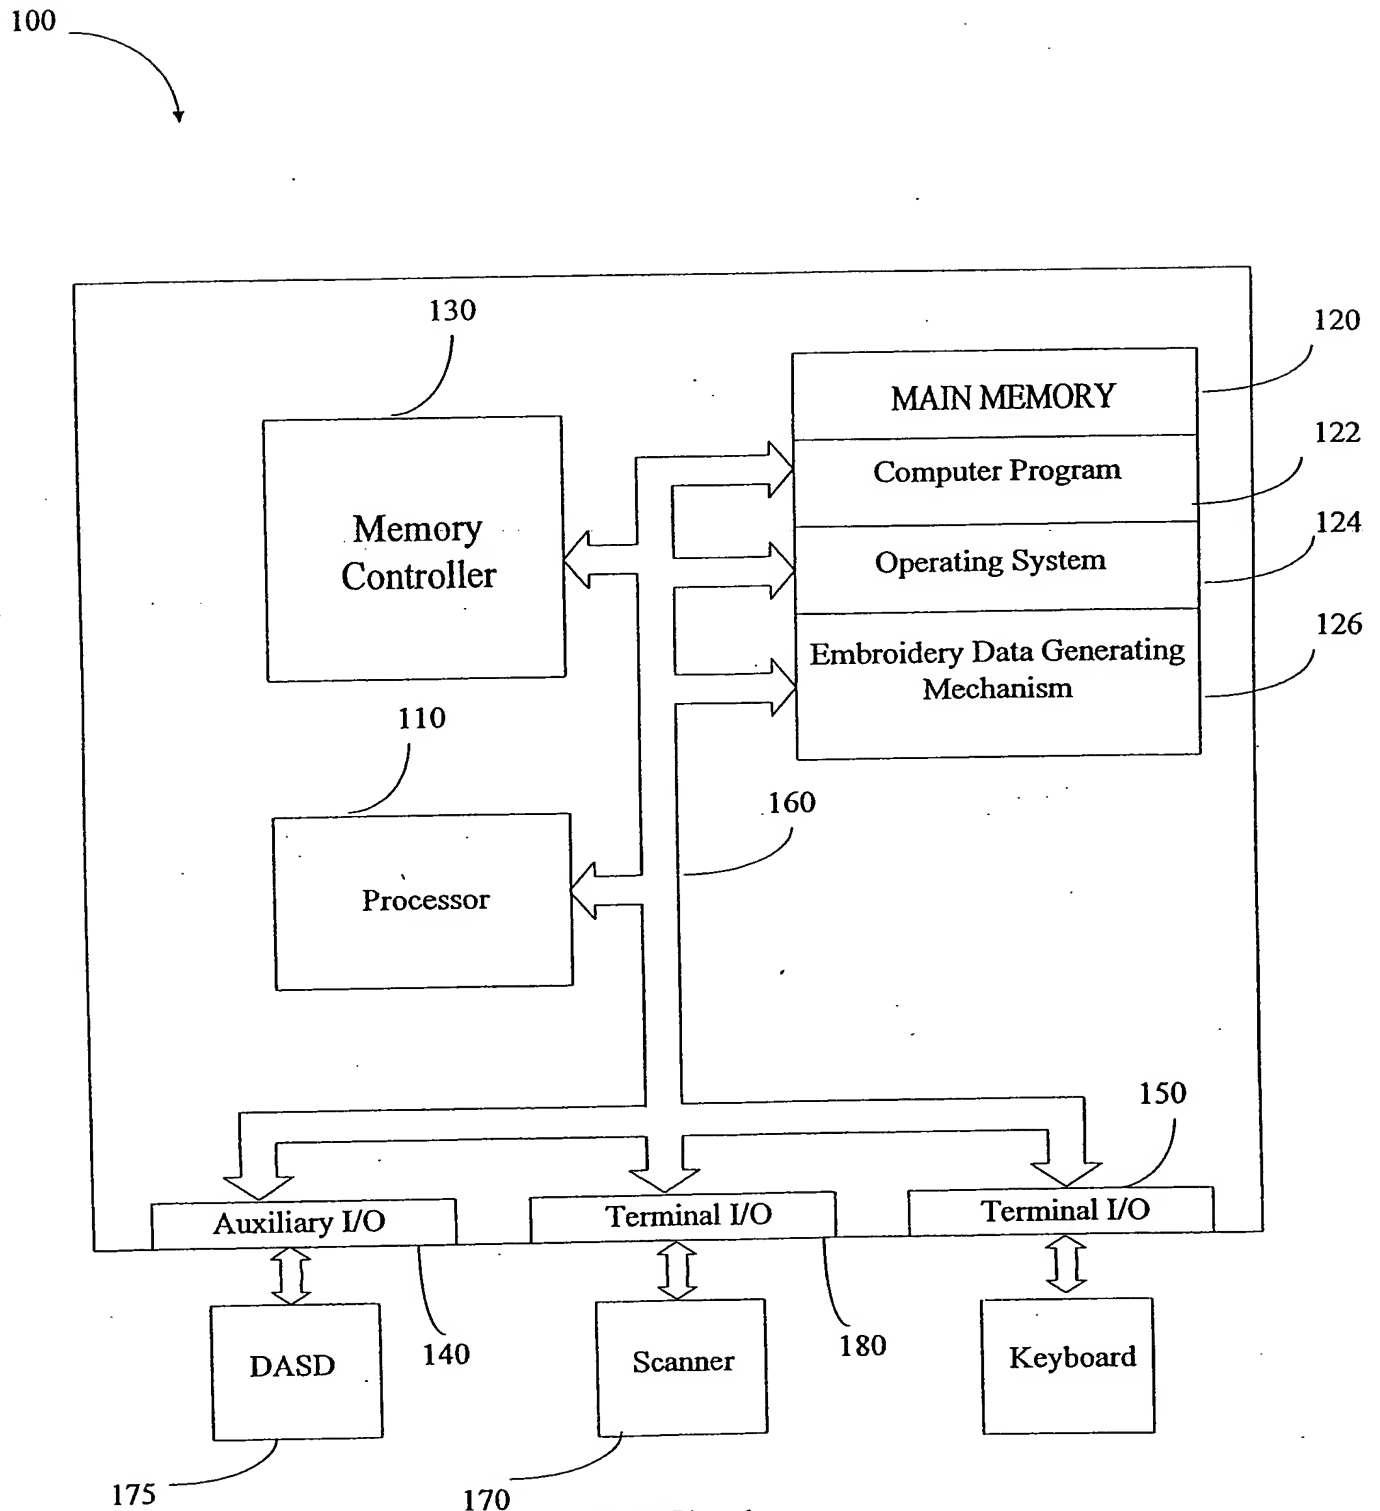 100
130
120
MAIN MEMORY
122
Computer Program
Memory
Controller
124
Operating System
126
Embroidery Data Generating
Mechanism
110
160
Processor
150
Auxiliary I/O
Terminal I/O
Terminal I/O
140
180
DASD
Scanner
Keyboard
175
170